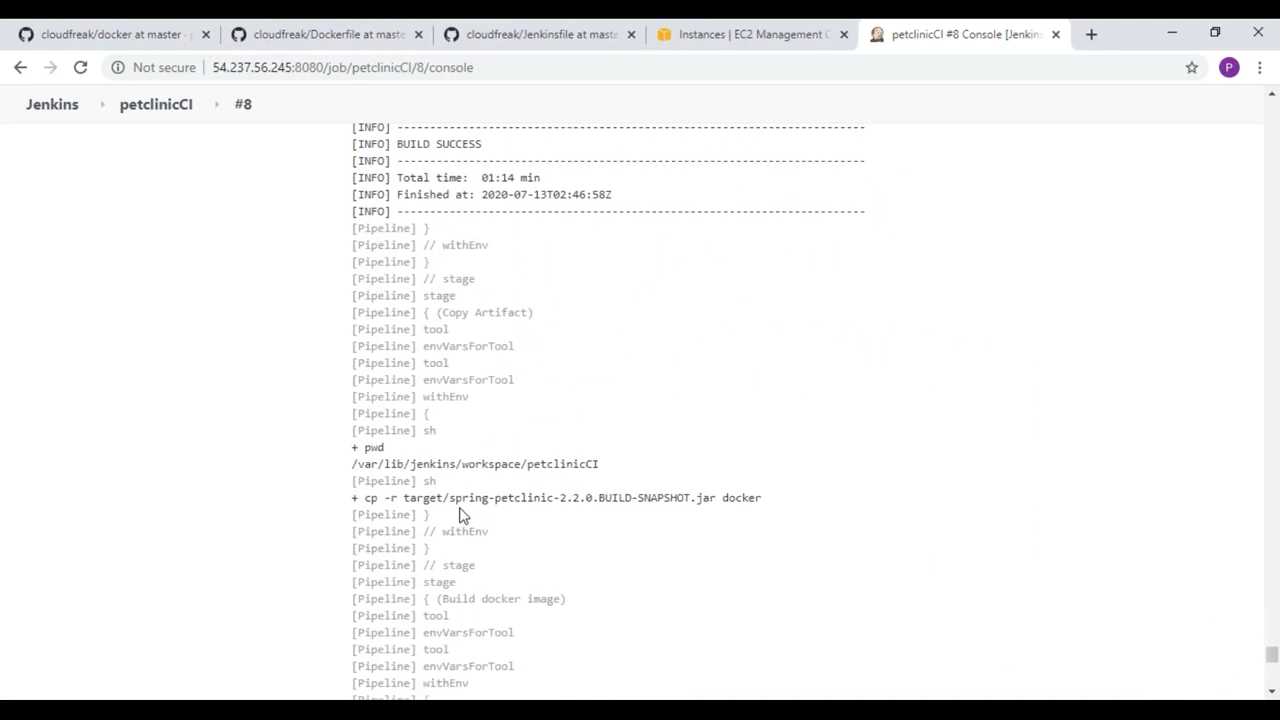 cloudfreak/docker at master
cloudfreak/Dockerfile at maste
cloudfreak/Jenkinsfile at maste
Instances | EC2 Management C
petclinicCI #8 Console [Jenkins
Not secure
54.237.56.245:8080/job/petclinicCI/8/console
P
Jenkins
petclinicCI
#8
[INFO] ------------------------------------------------------------------------
[INFO] BUILD SUCCESS
[INFO] ------------------------------------------------------------------------
[INFO] Total time:  01:14 min
[INFO] Finished at: 2020-07-13T02:46:58Z
[INFO] ------------------------------------------------------------------------
[Pipeline] }
[Pipeline] // withEnv
[Pipeline] }
[Pipeline] // stage
[Pipeline] stage
[Pipeline] { (Copy Artifact)
[Pipeline] tool
[Pipeline] envVarsForTool
[Pipeline] tool
[Pipeline] envVarsForTool
[Pipeline] withEnv
[Pipeline] {
[Pipeline] sh
+ pwd
/var/lib/jenkins/workspace/petclinicCI
[Pipeline] sh
+ cp -r target/spring-petclinic-2.2.0.BUILD-SNAPSHOT.jar docker
[Pipeline] }
[Pipeline] // withEnv
[Pipeline] }
[Pipeline] // stage
[Pipeline] stage
[Pipeline] { (Build docker image)
[Pipeline] tool
[Pipeline] envVarsForTool
[Pipeline] tool
[Pipeline] envVarsForTool
[Pipeline] withEnv
[Pipeline] {